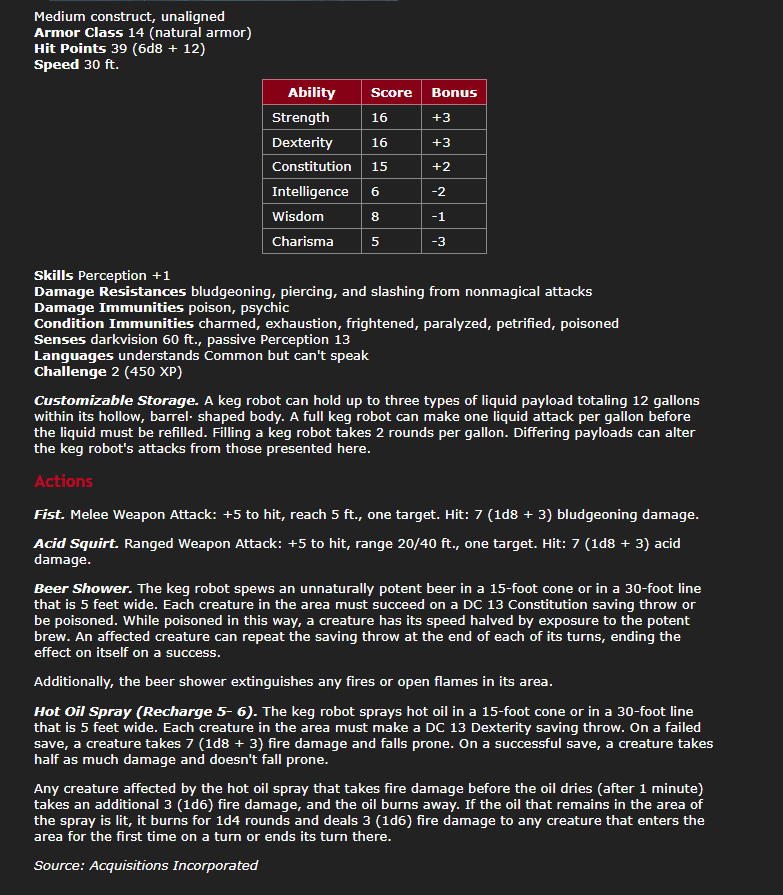 Medium construct, unaligned
Armor Class 14 (natural armor)
Hit Points 39 (6d8 + 12)
Speed 30 ft.
Ability Score Bonus
Strength 16 +3
Dexterity 16 +3
Constitution 15 +2
Intelligence 6 -2
Wisdom 8 -1
Charisma 5 -3
Skills Perception +1
Damage Resistances bludgeoning, piercing, and slashing from nonmagical attacks
Damage Immunities poison, psychic
Condition Immunities charmed, exhaustion, frightened, paralyzed, petrified, poisoned
Senses darkvision 60 ft., passive Perception 13
Languages understands Common but can't speak
Challenge 2 (450 XP)
Customizable Storage. A keg robot can hold up to three types of liquid payload totaling 12 gallons
within its hollow, barrel· shaped body. A full keg robot can make one liquid attack per gallon before
the liquid must be refilled. Filling a keg robot takes 2 rounds per gallon. Differing payloads can alter
the keg robot's attacks from those presented here.
Actions
Fist. Melee Weapon Attack: +5 to hit, reach 5 ft., one target. Hit: 7 (1d8 + 3) bludgeoning damage.
Acid Squirt. Ranged Weapon Attack: +5 to hit, range 20/40 ft., one target. Hit: 7 (1d8 + 3) acid
damage.
Beer Shower. The keg robot spews an unnaturally potent beer in a 15-foot cone or in a 30-foot line
that is 5 feet wide. Each creature in the area must succeed on a DC 13 Constitution saving throw or
be poisoned. While poisoned in this way, a creature has its speed halved by exposure to the potent
brew. An affected creature can repeat the saving throw at the end of each of its turns, ending the
effect on itself on a success.
Additionally, the beer shower extinguishes any fires or open flames in its area.
Hot Oil Spray (Recharge 5- 6). The keg robot sprays hot oil in a 15-foot cone or in a 30-foot line
that is 5 feet wide. Each creature in the area must make a DC 13 Dexterity saving throw. On a failed
save, a creature takes 7 (1d8 + 3) fire damage and falls prone. On a successful save, a creature takes
half as much damage and doesn't fall prone.
Any creature affected by the hot oil spray that takes fire damage before the oil dries (after 1 minute)
takes an additional 3 (1d6) fire damage, and the oil burns away. If the oil that remains in the area of
the spray is lit, it burns for 1d4 rounds and deals 3 (1d6) fire damage to any creature that enters the
area for the first time on a turn or ends its turn there.
Source: Acquisitions Incorporated